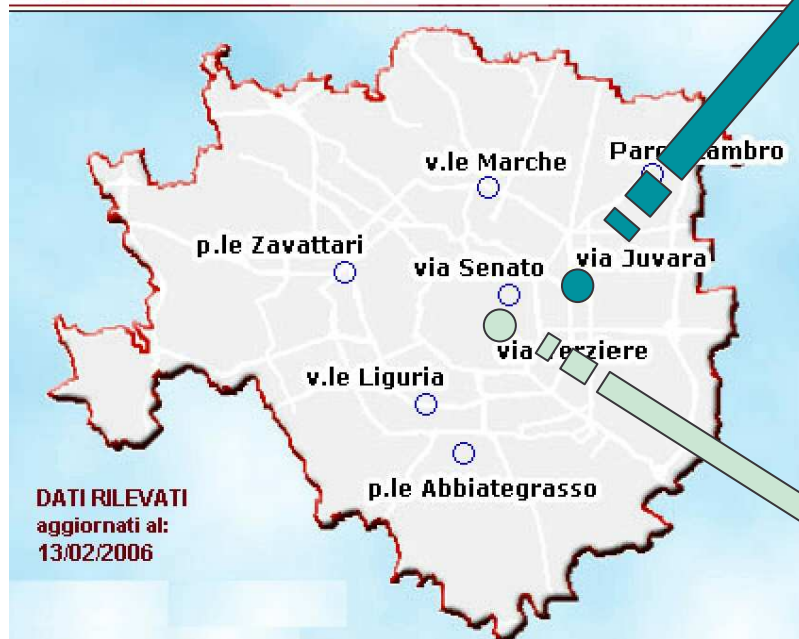 v.le Marche
p.le Zavattari
via Senato
via Juvara
via
v.le Liguria
p.le Abbiategrasso
DATI RILEVATI
aggiornati al:
13/02/2006